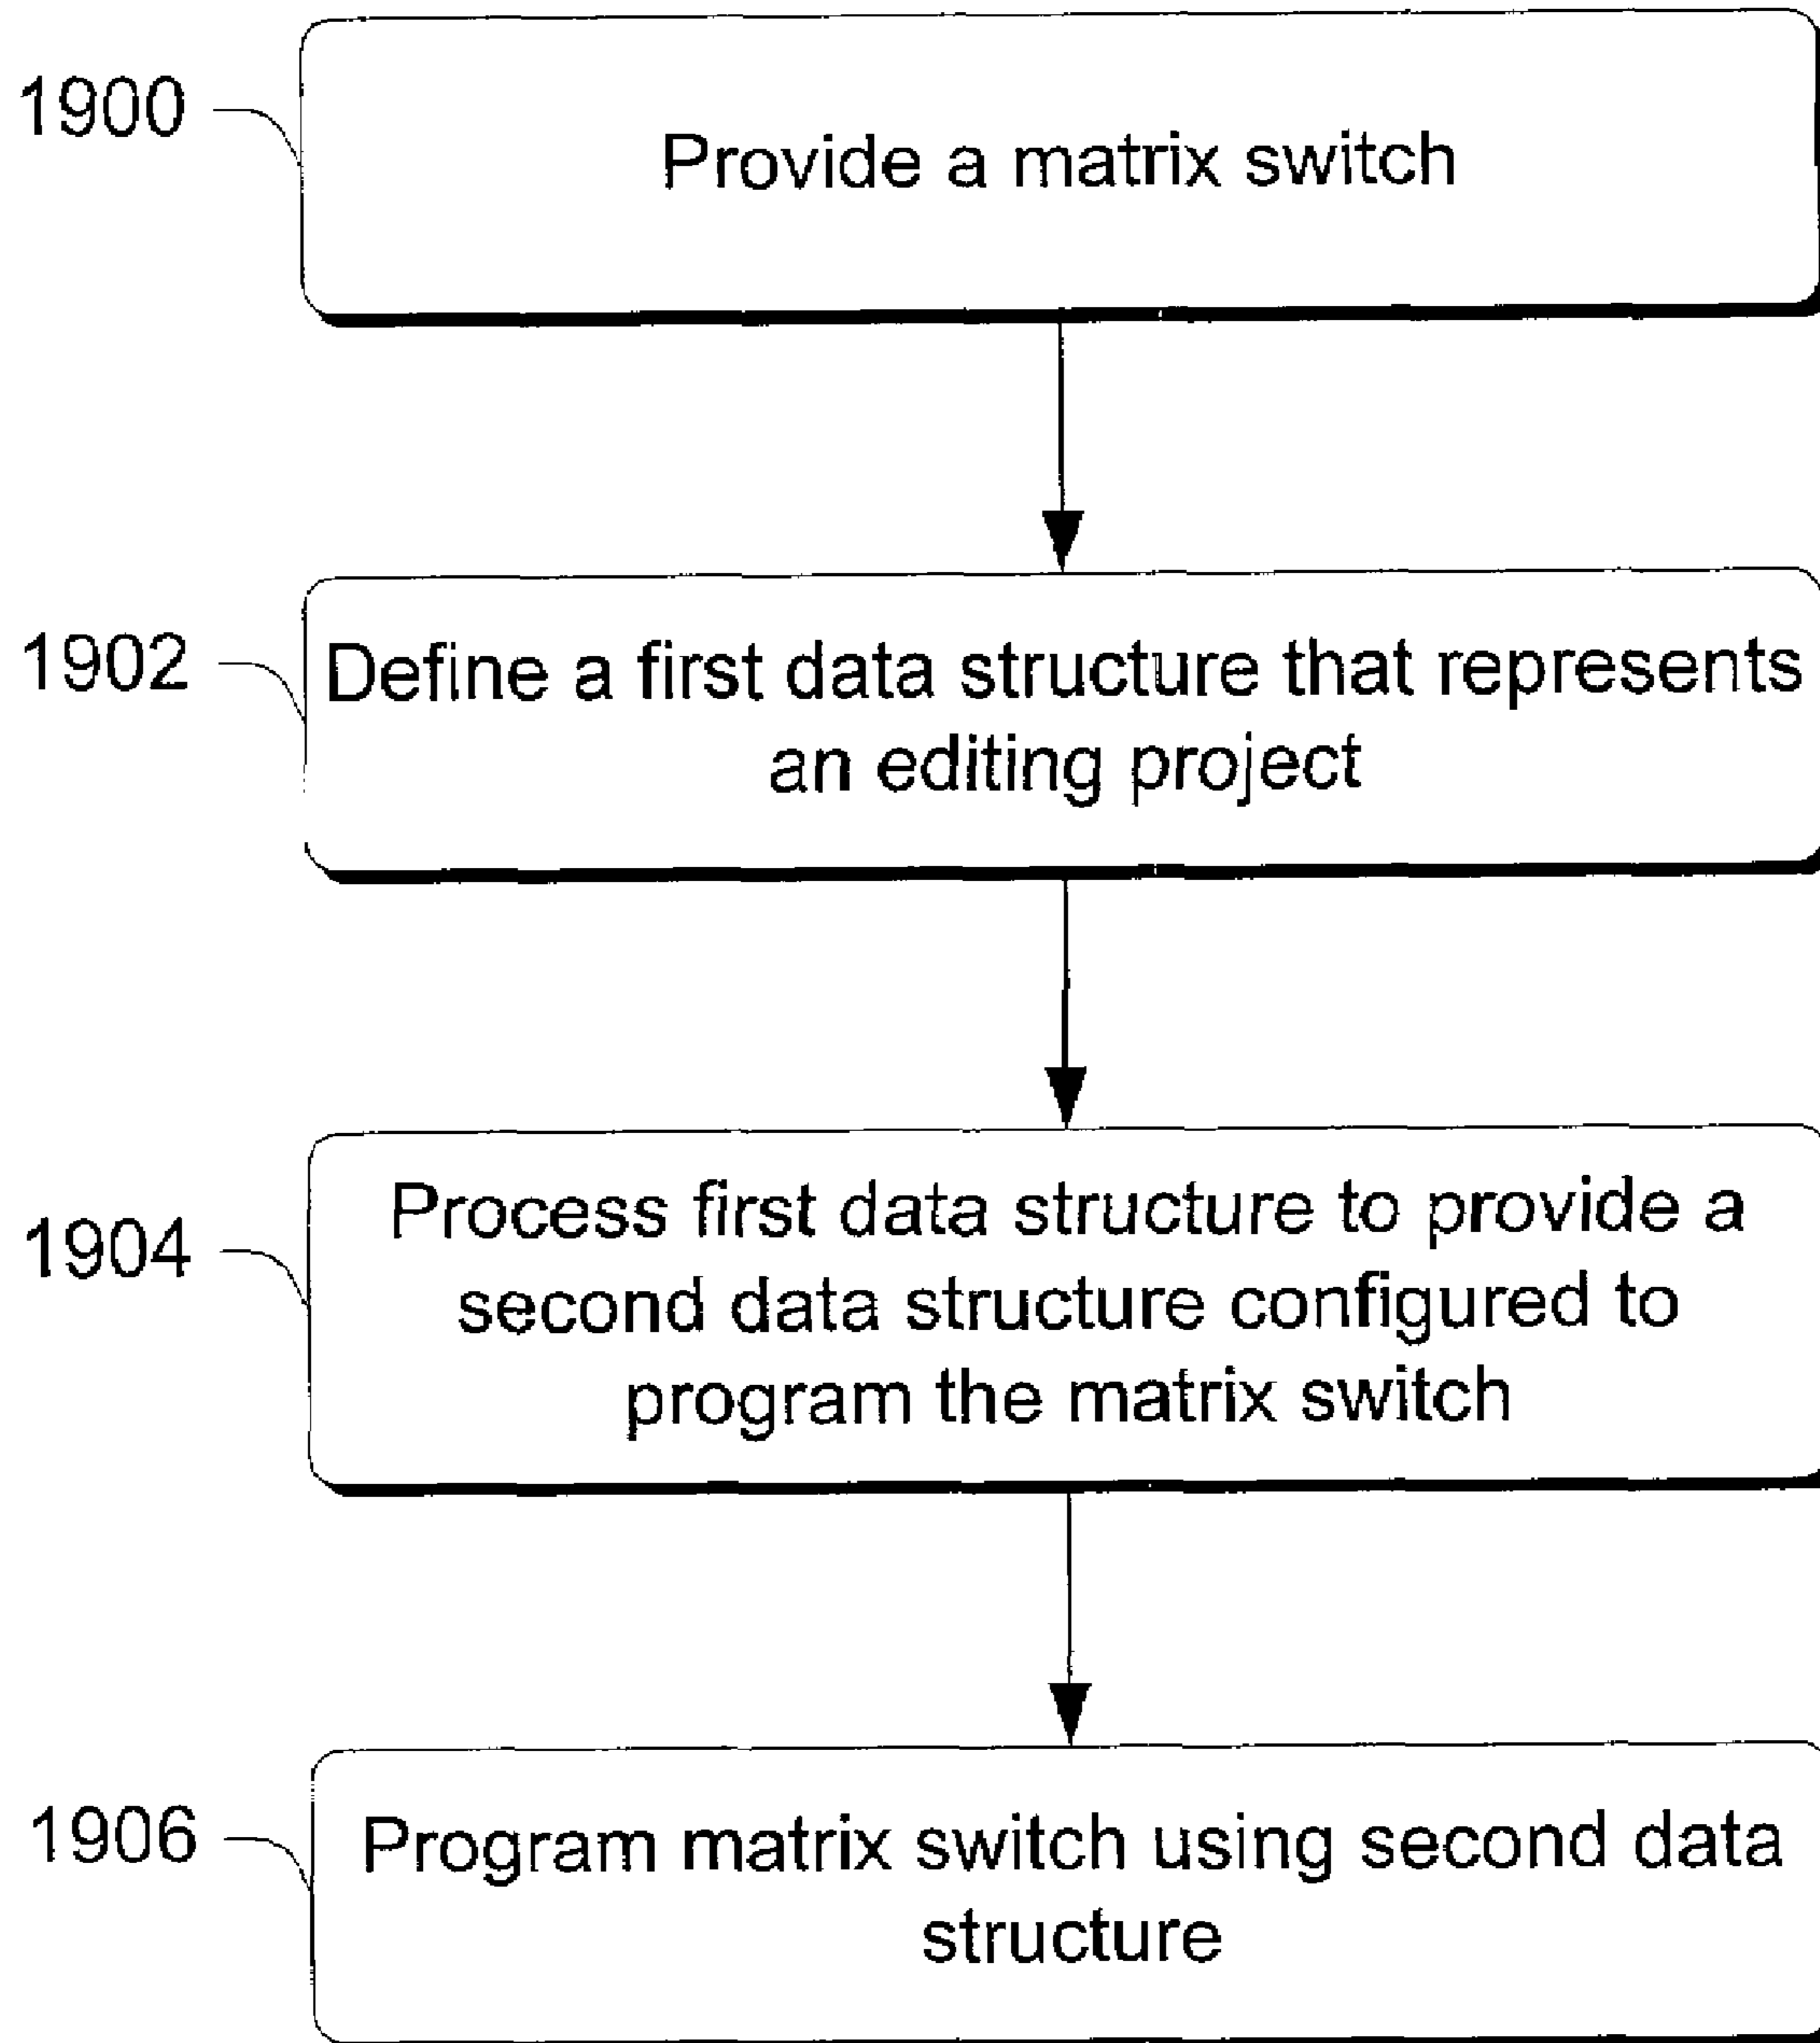 1900
Provide a matrix switch
1902
Define a first data structure that represents
an editing project
1904
Process first data structure to provide a
second data structure configured to
program the matrix switch
1906
Program matrix switch using second data
structure